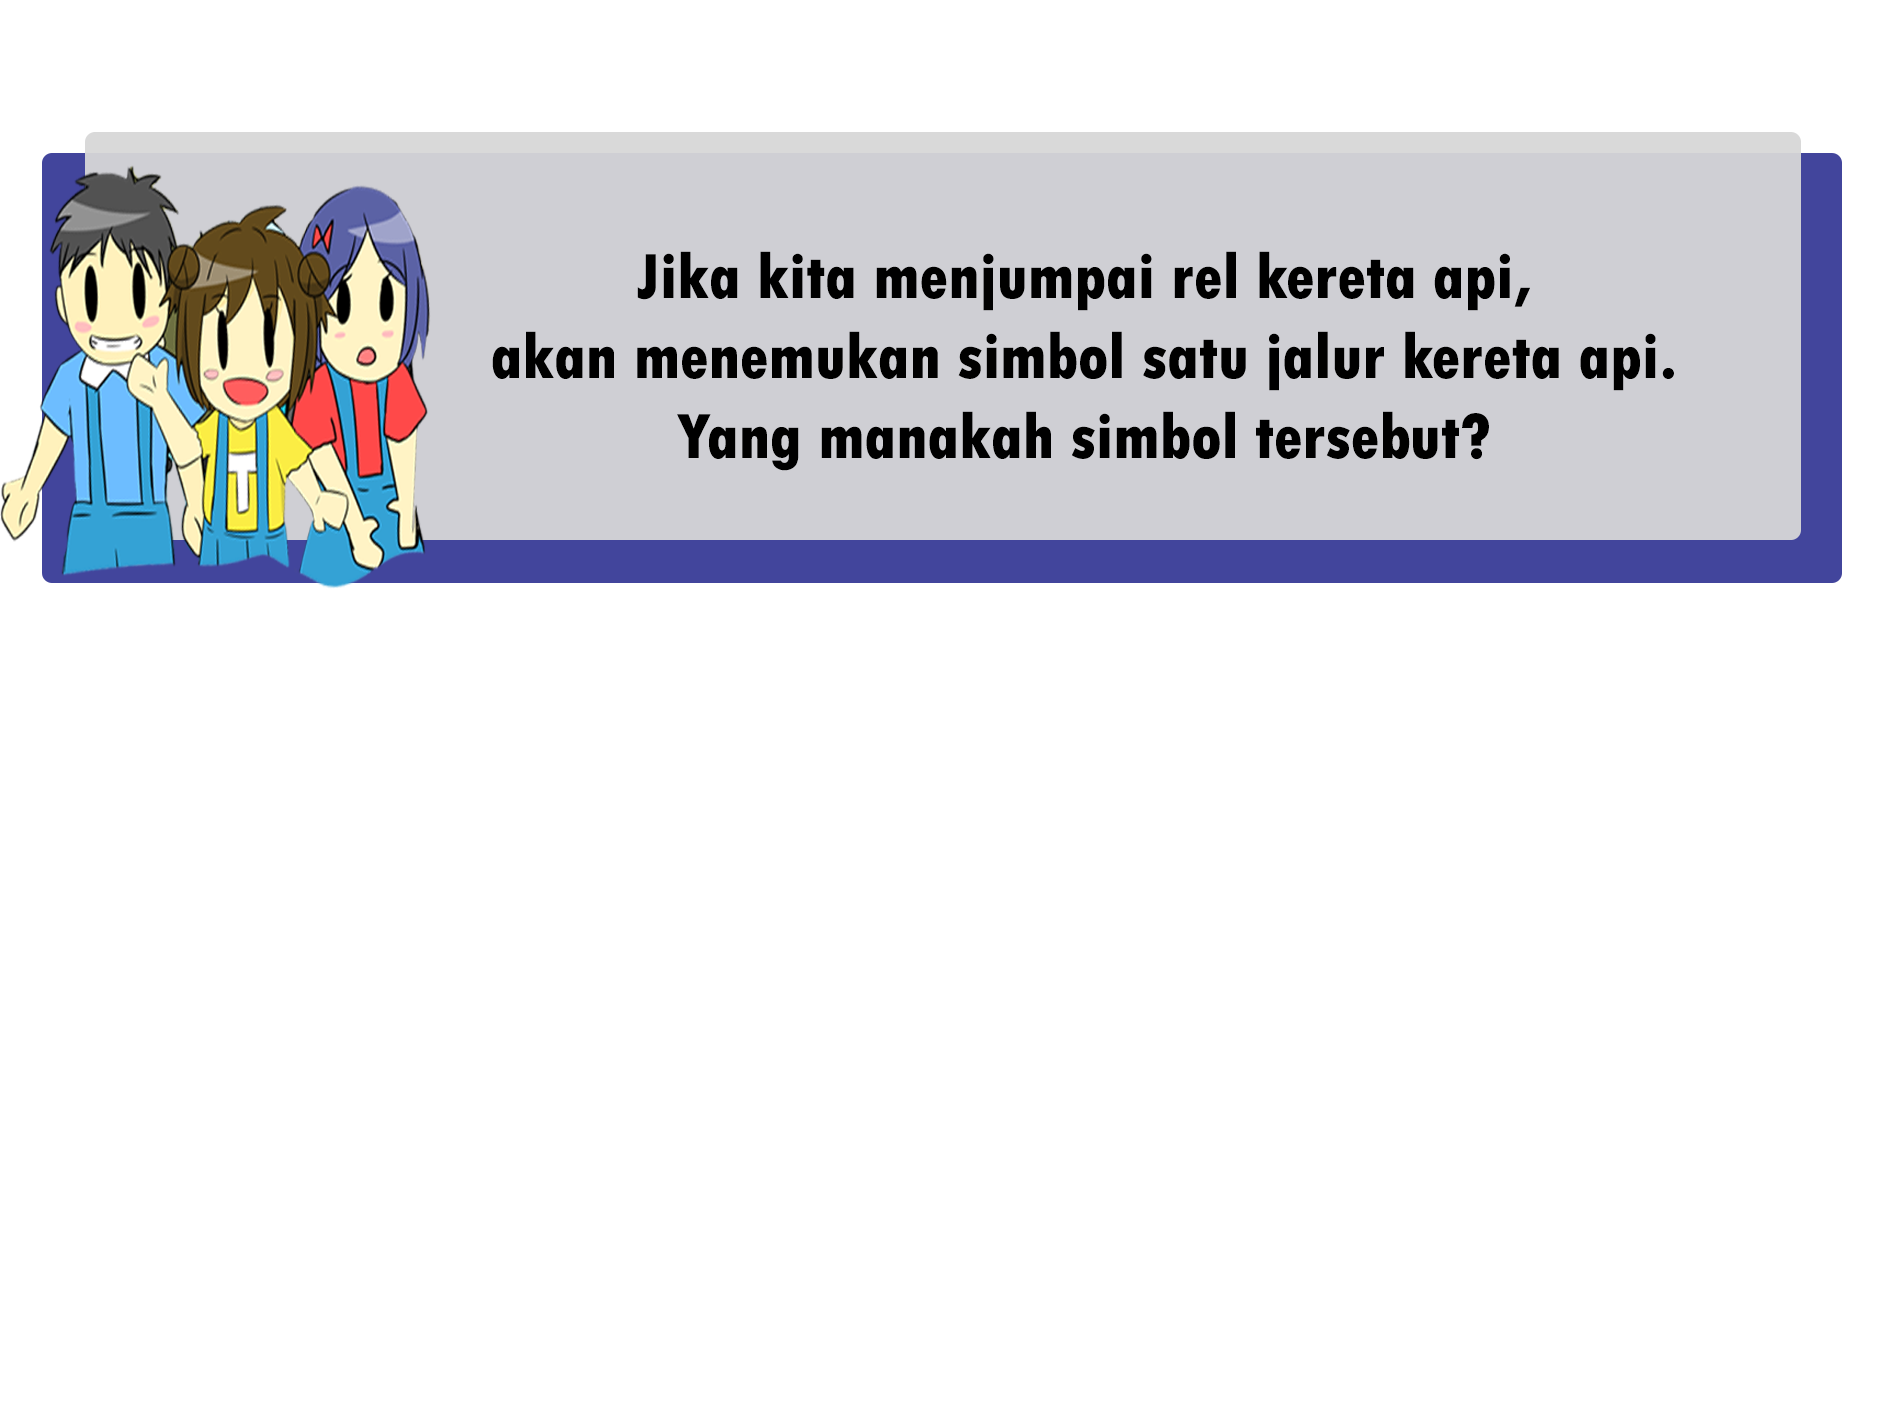 Jika kita menjumpai rel kereta api,
akan menemukan simbol satu jalur kereta api.
Yang manakah simbol tersebut?
T